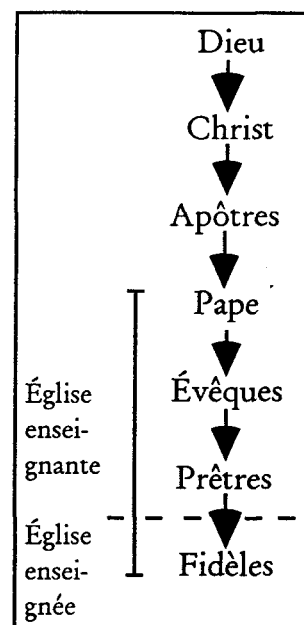 Dieu
Christ
Apôtres
Pape
Évêques
Prêtres
Fidèles
Église
ensei-
gnante
Église
ensei-
gnée